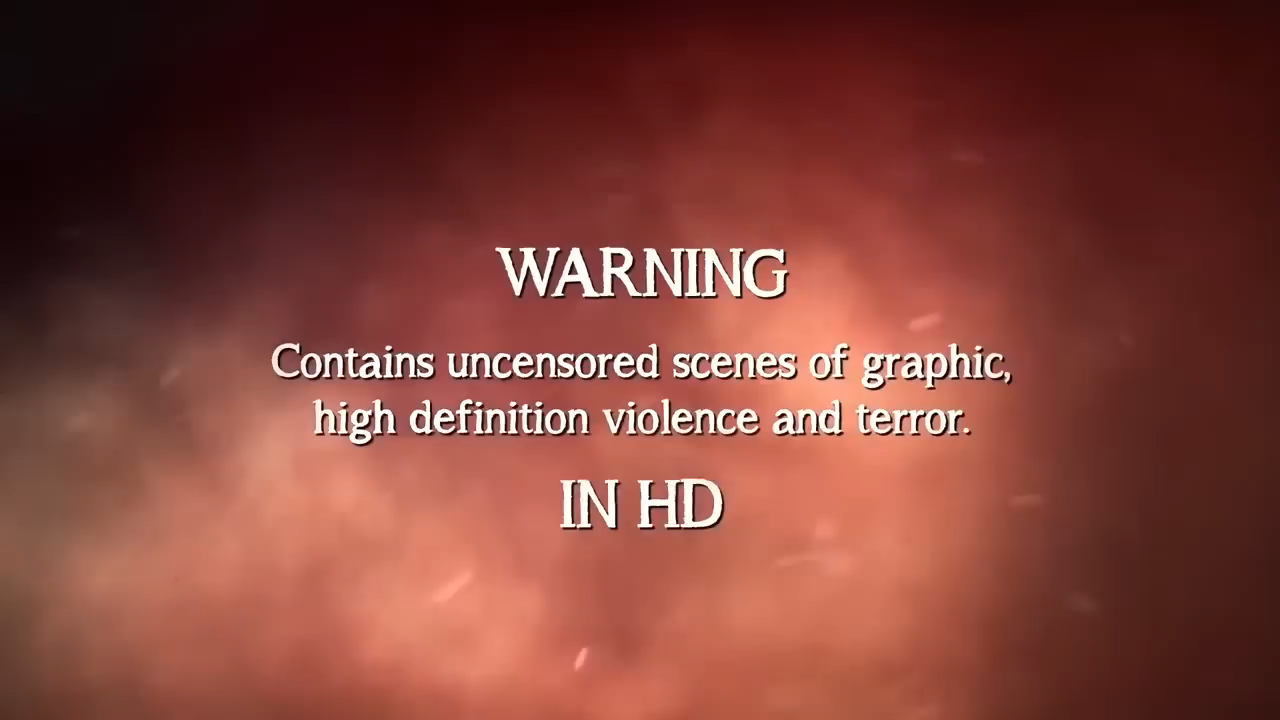 WARNING
Contains uncensored scenes of graphic,
high definition violence and terror.
IN HD